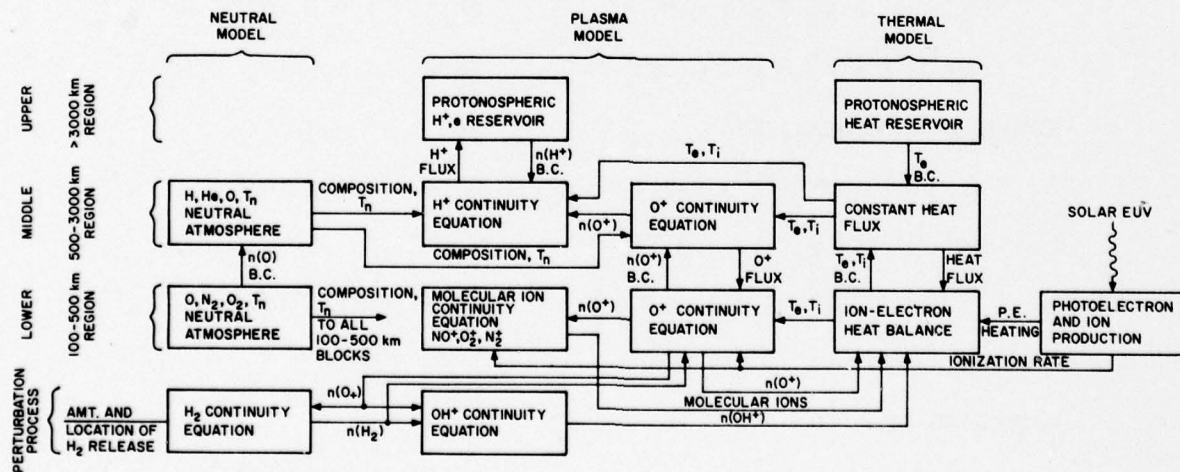 NEUTRAL
MODEL
PLASMA
MODEL
THERMAL
MODEL
UPPER
>3000 km
REGION
PROTONOSPHERIC
H⁺,e RESERVOIR
PROTONOSPHERIC
HEAT RESERVOIR
H⁺
FLUX
n(H⁺)
B.C.
Te,Ti
Te
B.C.
MIDDLE
500-3000 km
REGION
H, He, O, Tn
NEUTRAL
ATMOSPHERE
COMPOSITION,
Tn
H⁺ CONTINUITY
EQUATION
n(O⁺)
O⁺ CONTINUITY
EQUATION
Te,Ti
CONSTANT HEAT
FLUX
SOLAR EUV
COMPOSITION, Tn
n(O)
B.C.
n(O⁺)
B.C.
O⁺
FLUX
Te,Ti
B.C.
HEAT
FLUX
LOWER
100-500 km
REGION
O, N₂, O₂, Tn
NEUTRAL
ATMOSPHERE
COMPOSITION,
Tn
TO ALL
100-500 km
BLOCKS
MOLECULAR ION
CONTINUITY
EQUATION
NO⁺,O₂⁺, N₂⁺
n(O⁺)
O⁺ CONTINUITY
EQUATION
Te,Ti
ION-ELECTRON
HEAT BALANCE
P.E.
HEATING
PHOTOELECTRON
AND ION
PRODUCTION
IONIZATION RATE
n(O⁺)
MOLECULAR IONS
n(OH⁺)
PERTURBATION
PROCESS
AMT. AND
LOCATION OF
H₂ RELEASE
H₂ CONTINUITY
EQUATION
n(O₊)
n(H₂)
OH⁺ CONTINUITY
EQUATION